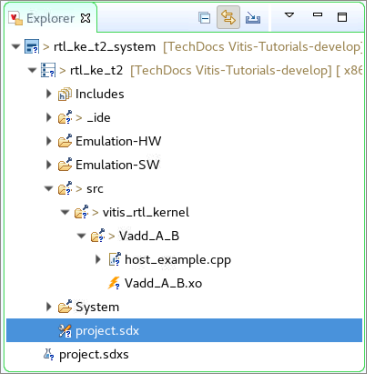 Explorer
> rtl_ke_t2_system [TechDocs Vitis-Tutorials-develop]
> rtl_ke_t2 [TechDocs Vitis-Tutorials-develop] [ x86
Includes
> _ide
Emulation-HW
Emulation-SW
> src
> vitis_rtl_kernel
> Vadd_A_B
host_example.cpp
Vadd_A_B.xo
System
project.sdx
project.sdxs